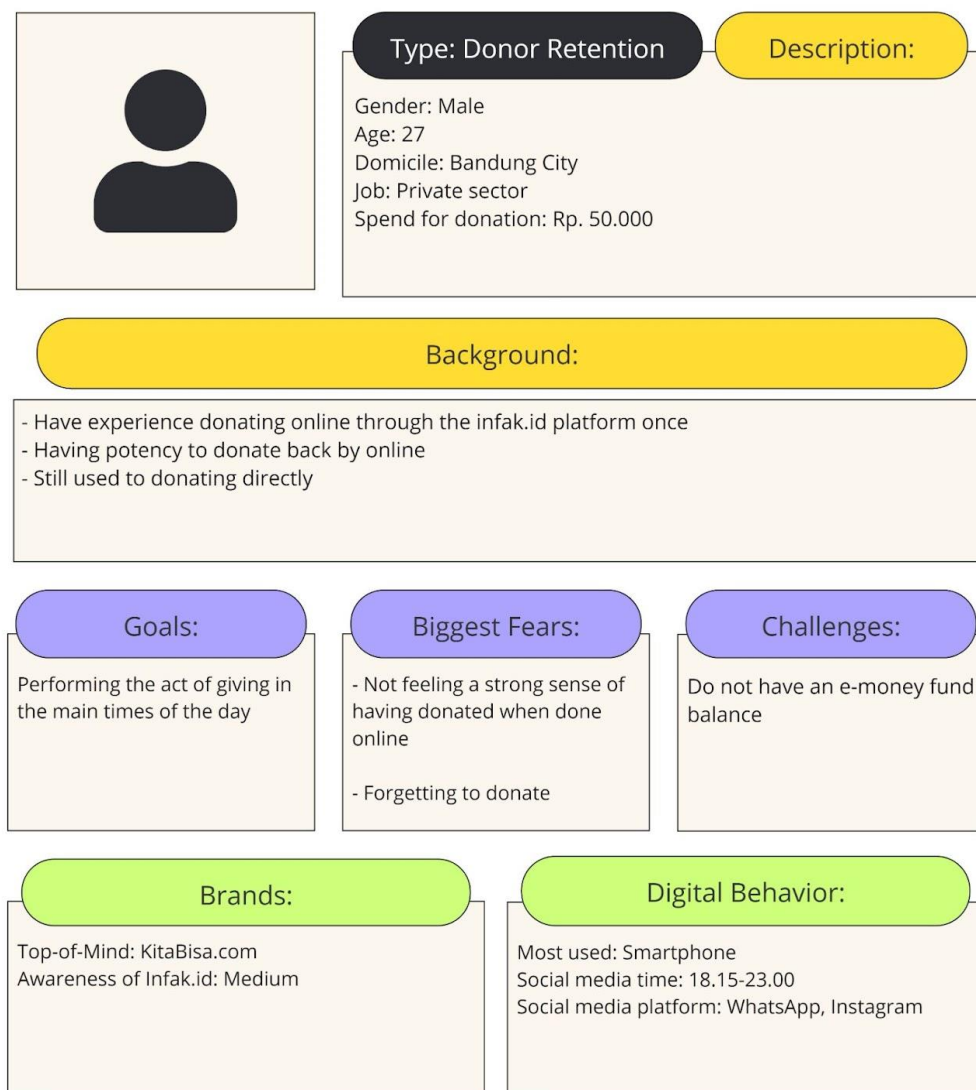 Type: Donor Retention
Description:
Gender: Male
Age: 27
Domicile: Bandung City
Job: Private sector
Spend for donation: Rp. 50.000
Background:
- Have experience donating online through the infak.id platform once
- Having potency to donate back by online
- Still used to donating directly
Goals:
Performing the act of giving in
the main times of the day
Biggest Fears:
- Not feeling a strong sense of
having donated when done
online
- Forgetting to donate
Challenges:
Do not have an e-money fund
balance
Brands:
Top-of-Mind: KitaBisa.com
Awareness of Infak.id: Medium
Digital Behavior:
Most used: Smartphone
Social media time: 18.15-23.00
Social media platform: WhatsApp, Instagram